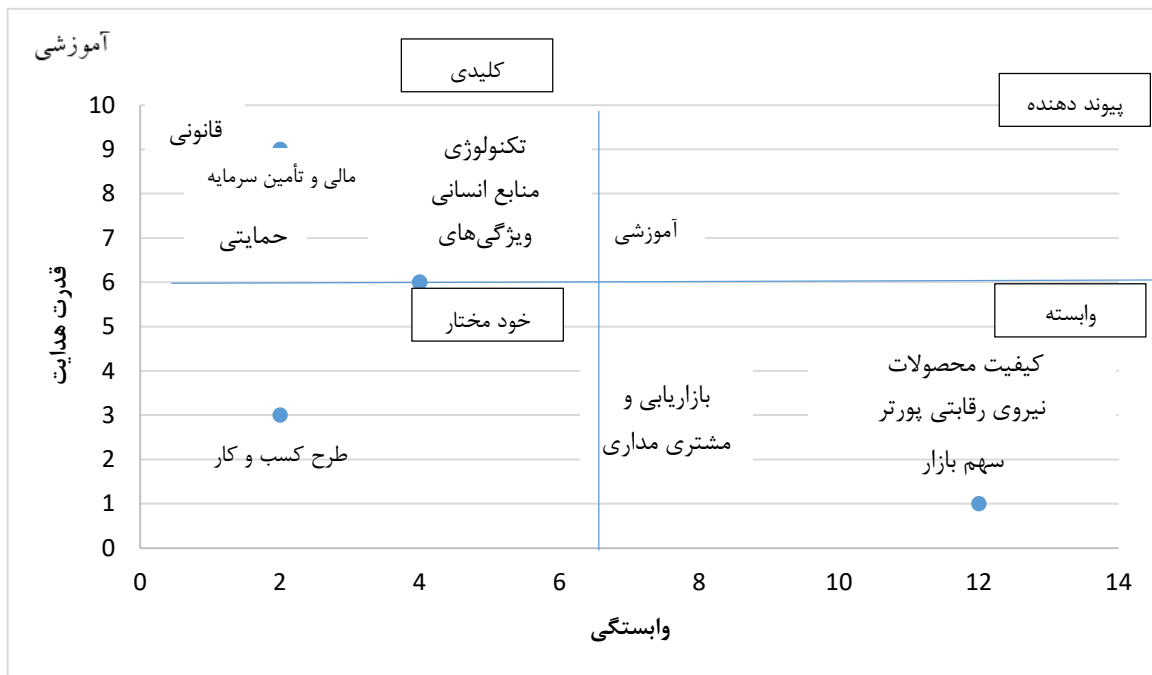 آموزشی
کلیدی
پیوند دهنده
10
9
8
7
6
5
4
3
2
1
0
قانونی
مالی و تأمین سرمایه
حمایتی
تکنولوژی
منابع انسانی
ویژگی‌های
آموزشی
خود مختار
وابسته
طرح کسب و کار
بازاریابی و
مشتری مداری
کیفیت محصولات
نیروی رقابتی پورتر
سهم بازار
قدرت هدایت
0 2 4 6 8 10 12 14
وابستگی